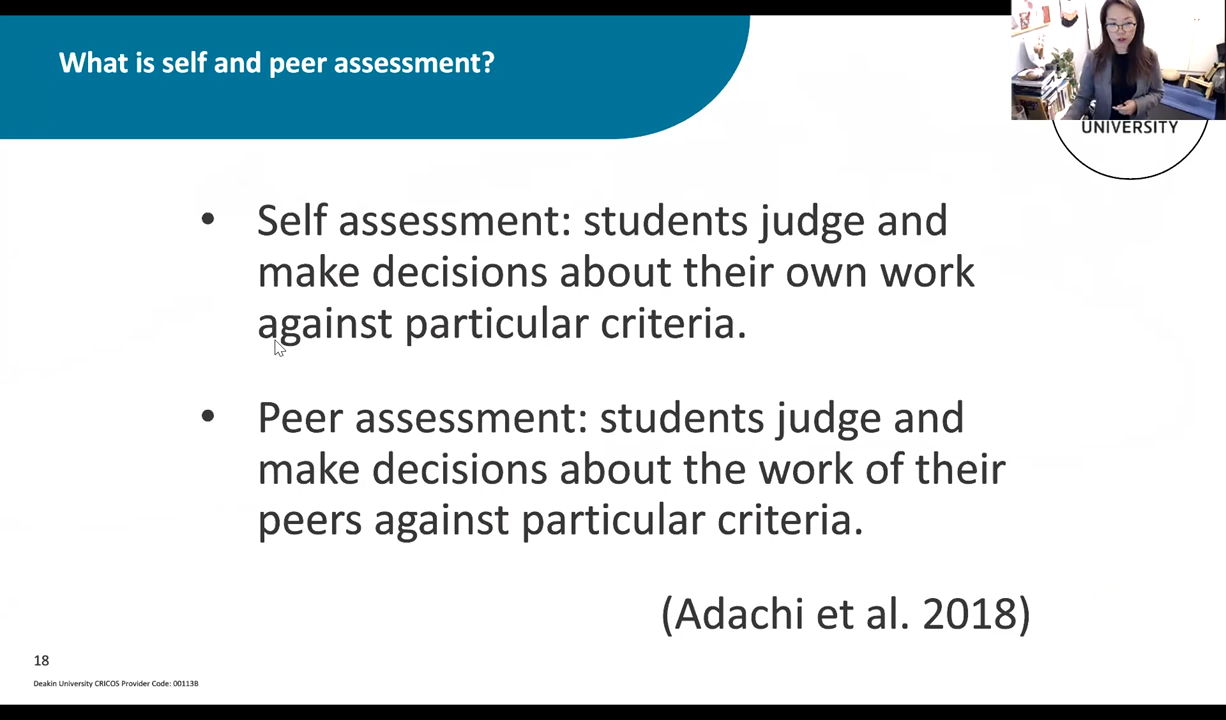 What is self and peer assessment?
UNIVERSITY
• Self assessment: students judge and
make decisions about their own work
against particular criteria.
• Peer assessment: students judge and
make decisions about the work of their
peers against particular criteria.
(Adachi et al. 2018)
18
Deakin University CRICOS Provider Code: 00113B